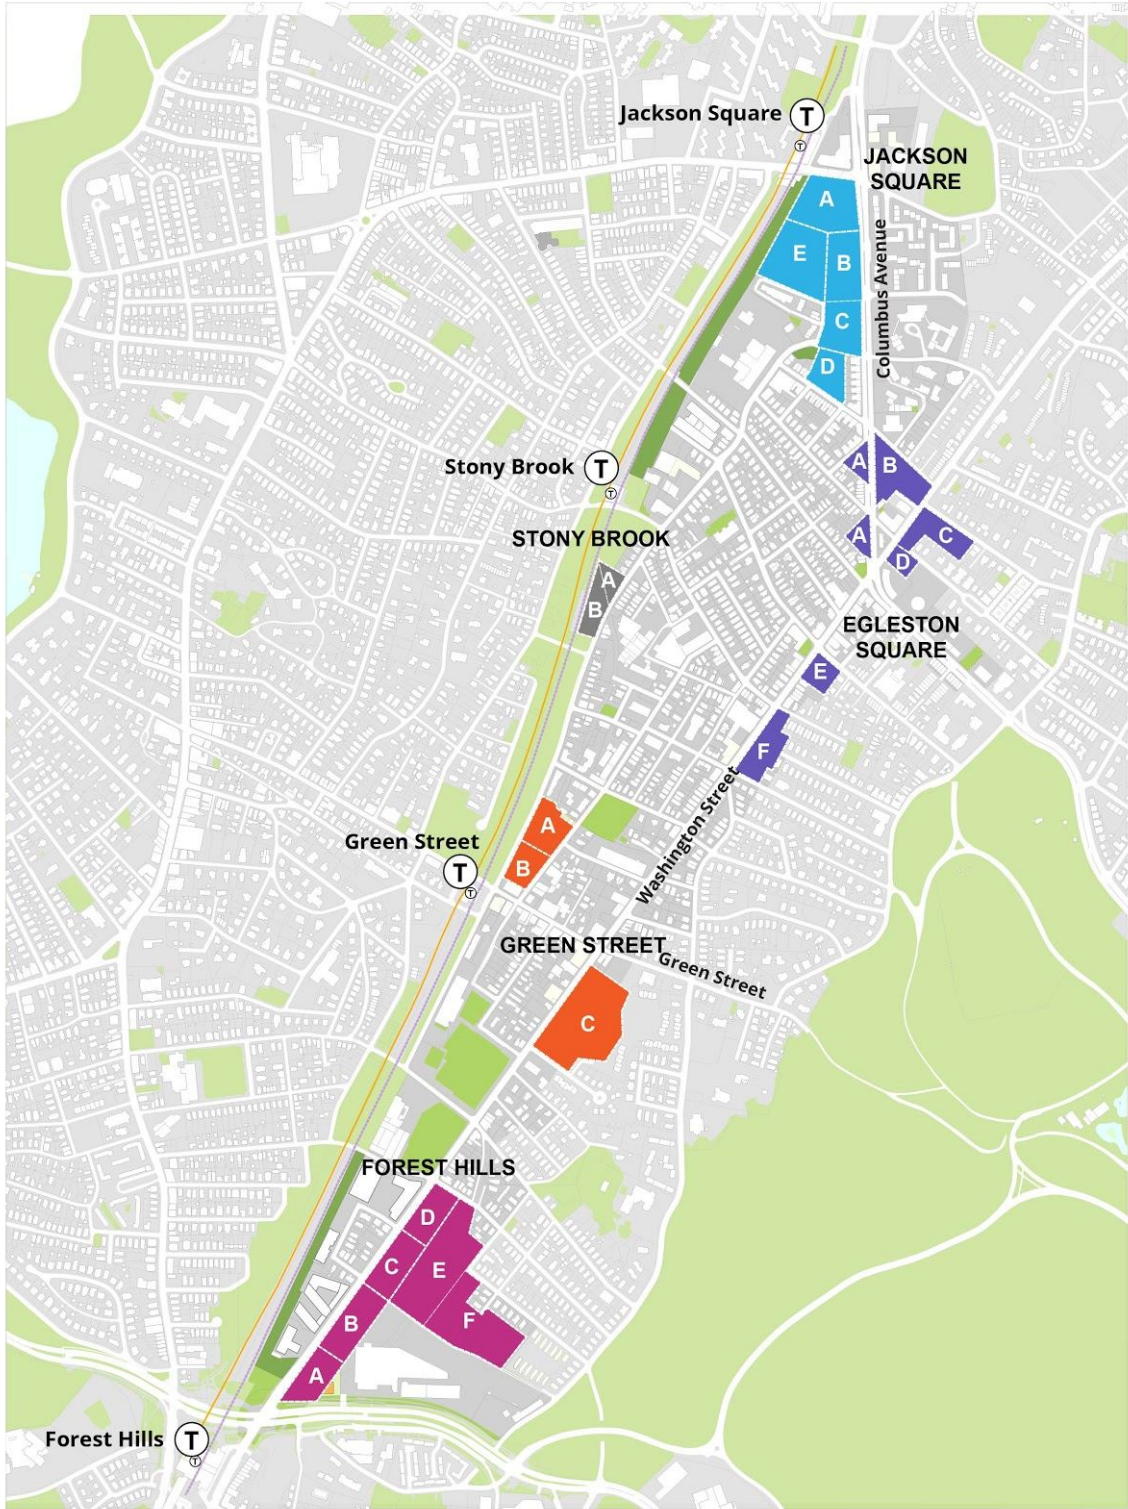 Jackson Square
T
T
JACKSON
SQUARE
A
E
B
Columbus Avenue
C
D
Stony Brook
T
T
A
B
STONY BROOK
A
C
D
A
B
EGLESTON
SQUARE
E
F
Washington Street
A
B
Green Street
T
T
GREEN STREET
Green Street
C
FOREST HILLS
D
C
E
B
F
A
Forest Hills
T
T